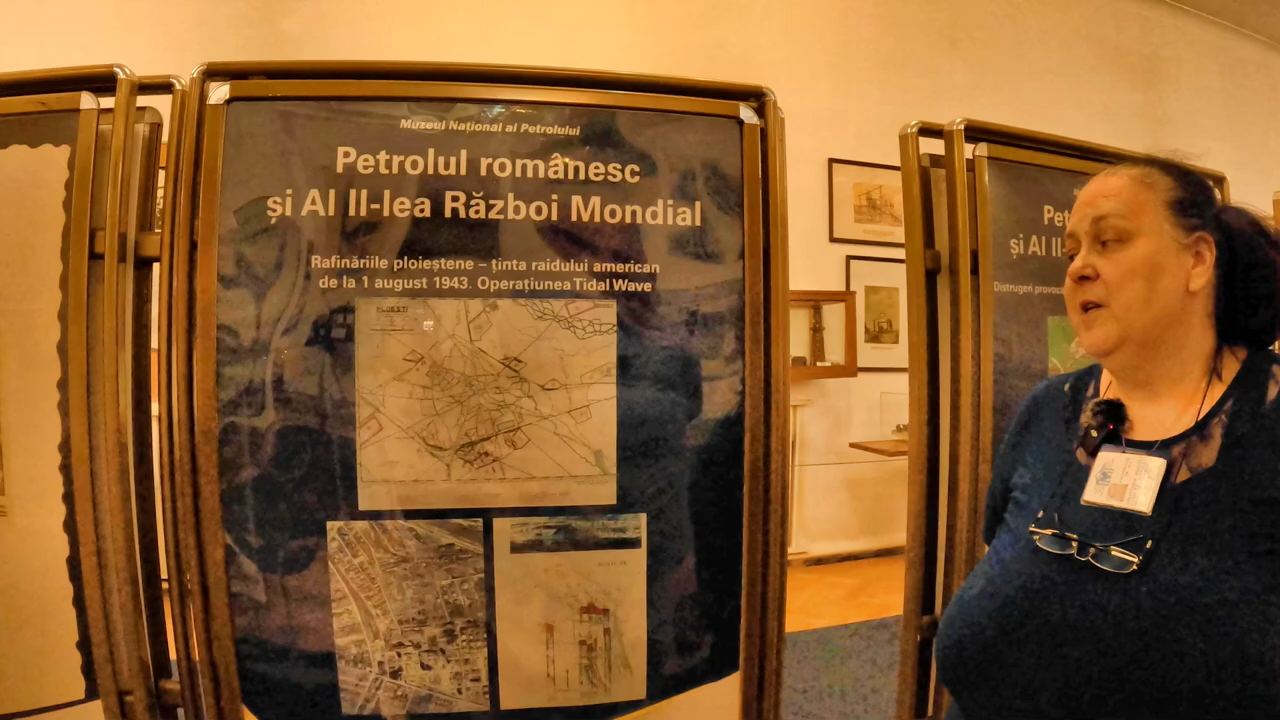 Muzeul Național al Petrolului
Petrolul românesc
și Al II-lea Război Mondial
Rafinăriile ploieștene – ținta raidului american
de la 1 august 1943. Operațiunea Tidal Wave
PLOEȘTI
Pet
și Al II-
Distrugeri provoc